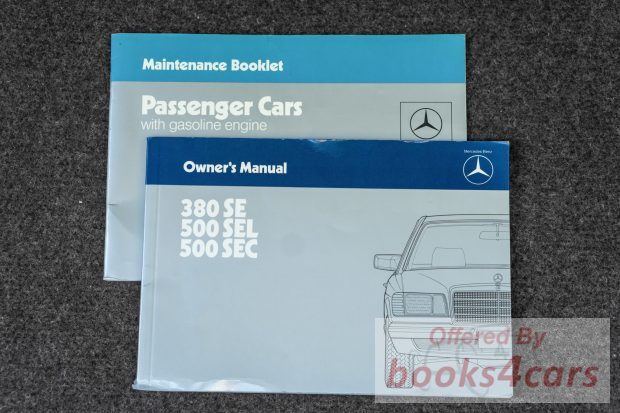 Maintenance Booklet
Passenger Cars
with gasoline engine
Mercedes-Benz
Owner's Manual
380 SE
500 SEL
500 SEC
Offered By
books4cars